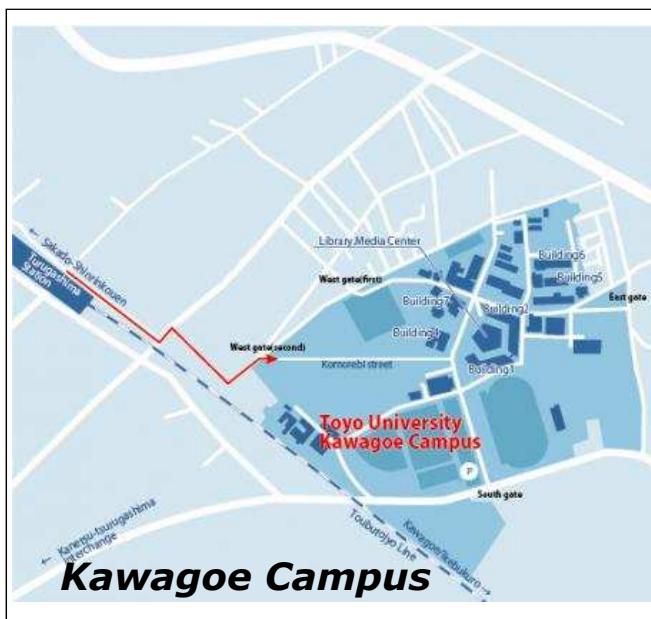 ← Sakado·Shinrinkouen
Turugashima
Station
Library.Media Center
Building6
Building5
West gate(first)
Building7
Building2
East gate
Building4
West gate(second)
Komorebi street
Building1
Toyo University
Kawagoe Campus
P
South gate
Kanetsu-tsurugashima
← interchange
Toubutojyo Line
Kawagoe·Ikebukuro →
Kawagoe Campus